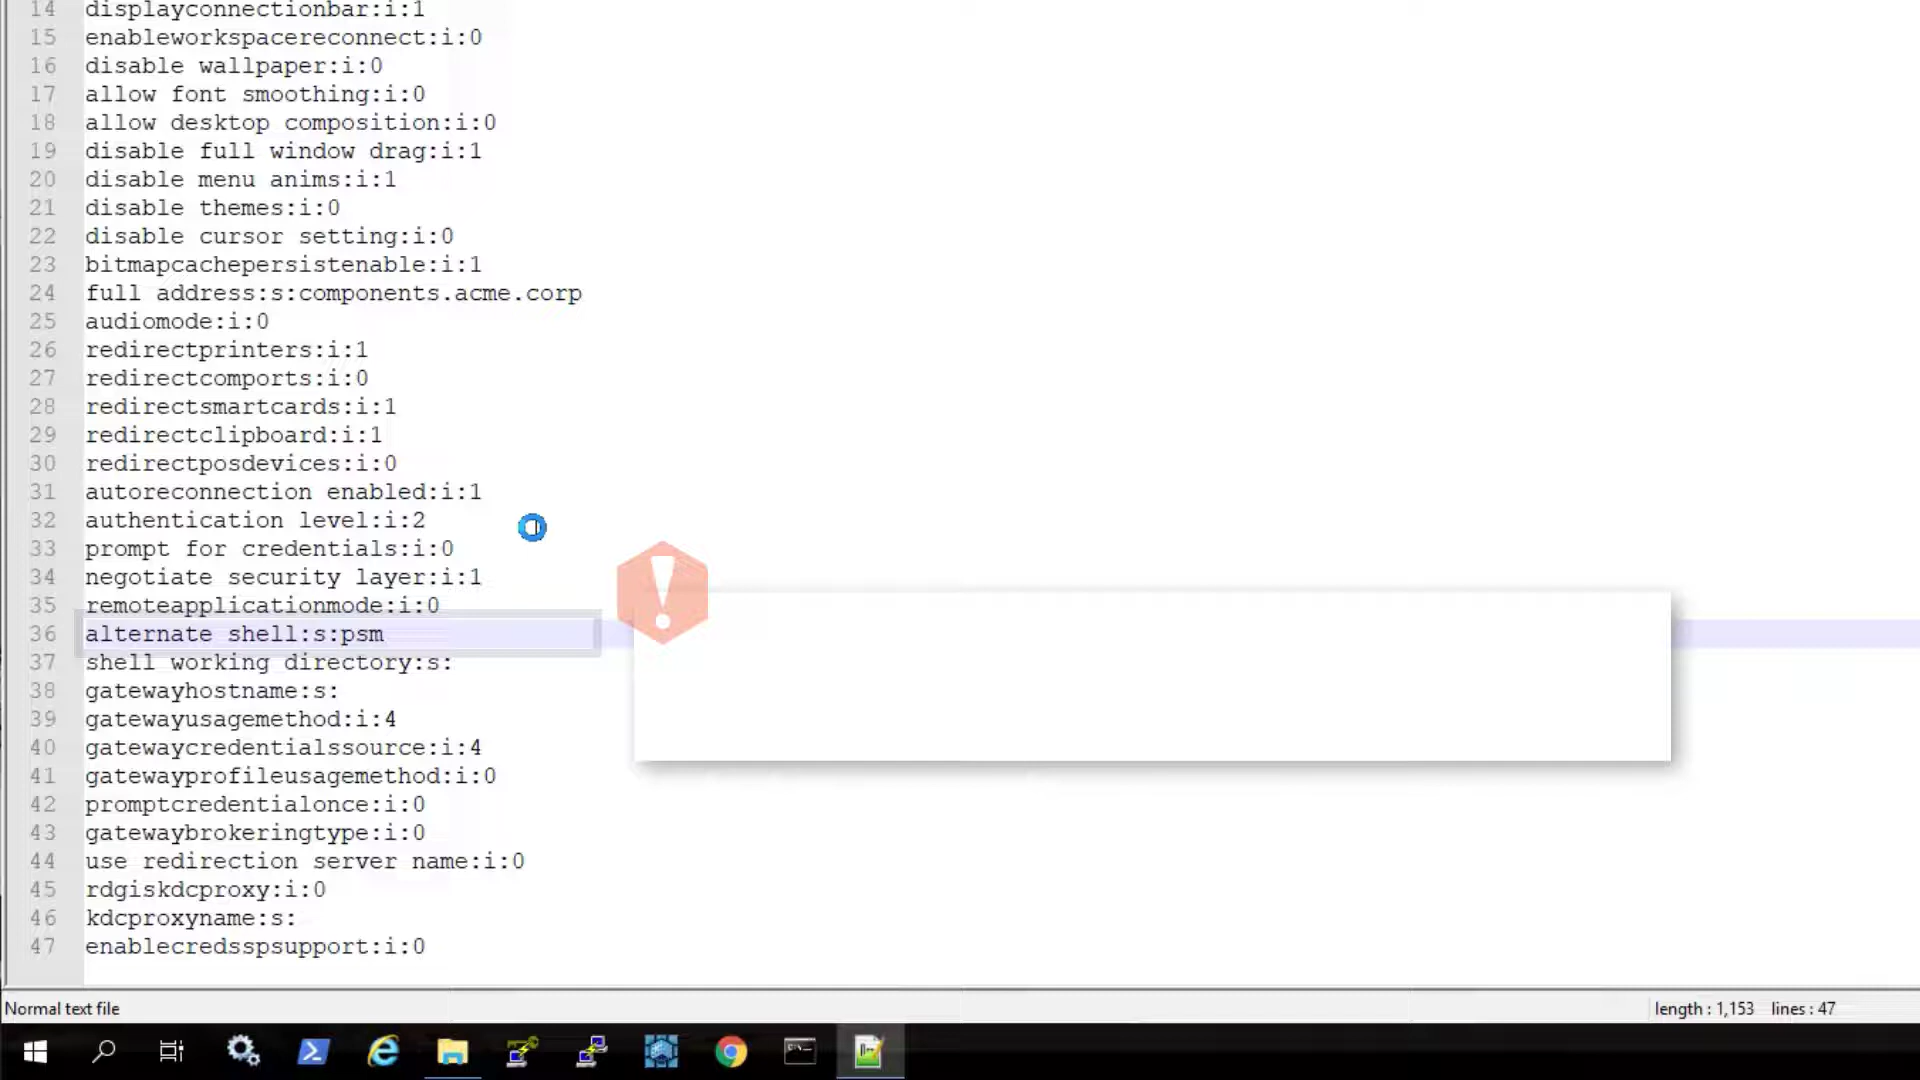 14 displayconnectionbar:i:1
15 enableworkspacereconnect:i:0
16 disable wallpaper:i:0
17 allow font smoothing:i:0
18 allow desktop composition:i:0
19 disable full window drag:i:1
20 disable menu anims:i:1
21 disable themes:i:0
22 disable cursor setting:i:0
23 bitmapcachepersistenable:i:1
24 full address:s:components.acme.corp
25 audiomode:i:0
26 redirectprinters:i:1
27 redirectcomports:i:0
28 redirectsmartcards:i:1
29 redirectclipboard:i:1
30 redirectposdevices:i:0
31 autoreconnection enabled:i:1
32 authentication level:i:2
33 prompt for credentials:i:0
34 negotiate security layer:i:1
35 remoteapplicationmode:i:0
36 alternate shell:s:psm
37 shell working directory:s:
38 gatewayhostname:s:
39 gatewayusagemethod:i:4
40 gatewaycredentialssource:i:4
41 gatewayprofileusagemethod:i:0
42 promptcredentialonce:i:0
43 gatewaybrokeringtype:i:0
44 use redirection server name:i:0
45 rdgiskdcproxy:i:0
46 kdcproxyname:s:
47 enablecredsspsupport:i:0
Normal text file length : 1,153 lines : 47